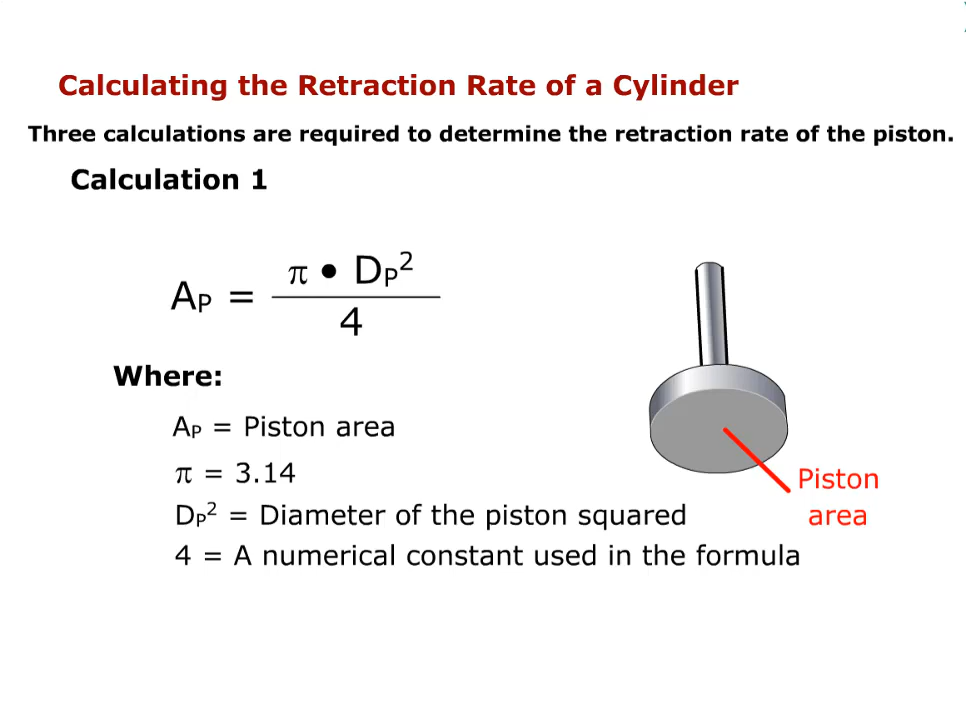 Calculating the Retraction Rate of a Cylinder
Three calculations are required to determine the retraction rate of the piston.
Calculation 1
Aₚ = π • Dₚ² / 4
Where:
Aₚ = Piston area
π = 3.14
Dₚ² = Diameter of the piston squared
4 = A numerical constant used in the formula
Piston
area